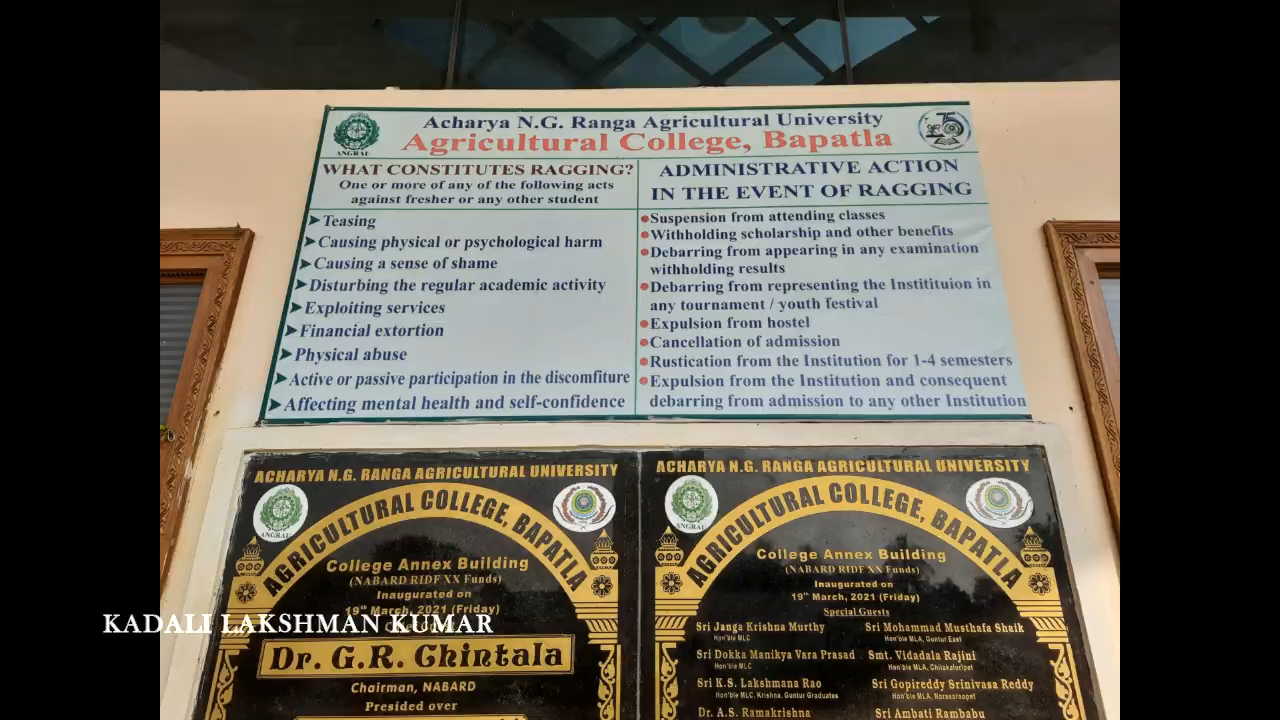 Acharya N.G. Ranga Agricultural University
Agricultural College, Bapatla
ANGRAU
75
WHAT CONSTITUTES RAGGING?
One or more of any of the following acts
against fresher or any other student
Teasing
Causing physical or psychological harm
Causing a sense of shame
Disturbing the regular academic activity
Exploiting services
Financial extortion
Physical abuse
Active or passive participation in the discomfiture
Affecting mental health and self-confidence
ADMINISTRATIVE ACTION
IN THE EVENT OF RAGGING
Suspension from attending classes
Withholding scholarship and other benefits
Debarring from appearing in any examination
withholding results
Debarring from representing the Instititution in
any tournament / youth festival
Expulsion from hostel
Cancellation of admission
Rustication from the Institution for 1-4 semesters
Expulsion from the Institution and consequent
debarring from admission to any other Institution
ACHARYA N.G. RANGA AGRICULTURAL UNIVERSITY
AGRICULTURAL COLLEGE, BAPATLA
College Annex Building
(NABARD RIDF XX Funds)
Inaugurated on
19th March, 2021 (Friday)
Dr. G.R. Chintala
Chairman, NABARD
Presided over
ACHARYA N.G. RANGA AGRICULTURAL UNIVERSITY
ANGRAU
AGRICULTURAL COLLEGE, BAPATLA
College Annex Building
(NABARD RIDF XX Funds)
Inaugurated on
19th March, 2021 (Friday)
Special Guests
Sri Janga Krishna Murthy
Hon'ble MLC
Sri Dokka Manikya Vara Prasad
Hon'ble MLC
Sri K.S. Lakshmana Rao
Hon'ble MLC, Krishna, Guntur Graduates
Dr. A.S. Ramakrishna
Sri Mohammad Musthafa Shaik
Hon'ble MLA, Guntur East
Smt. Vidadala Rajini
Hon'ble MLA, Chilakaluripet
Sri Gopireddy Srinivasa Reddy
Hon'ble MLA, Narasaraopet
Sri Ambati Rambabu
KADALI LAKSHMAN KUMAR